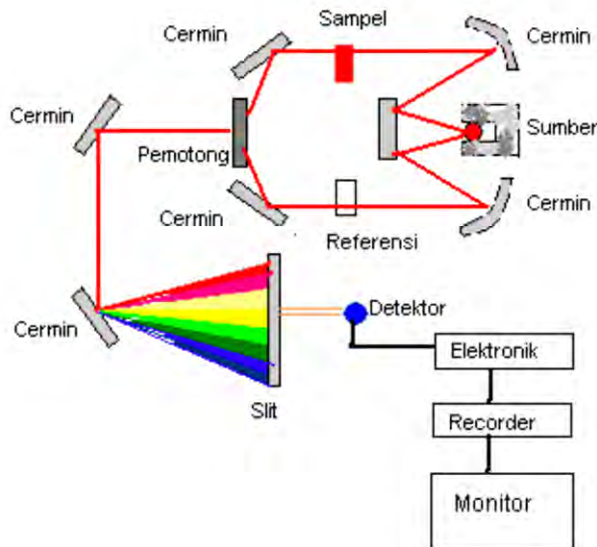 Sampel
Cermin
Cermin
Cermin
Sumber
Pemotong
Cermin
Cermin
Referensi
Cermin
Detektor
Elektronik
Slit
Recorder
Monitor